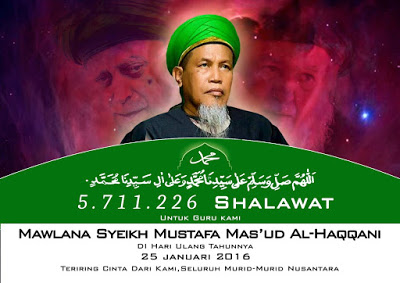 محمد
اللهم صل وسلم على سيدنا محمد وعلى آل سيدنا محمد
5.711.226 Shalawat
Untuk Guru kami
Mawlana Syeikh Mustafa Mas'ud Al-Haqqani
Di Hari Ulang Tahunnya
25 Januari 2016
Teriring Cinta Dari Kami,Seluruh Murid-Murid Nusantara